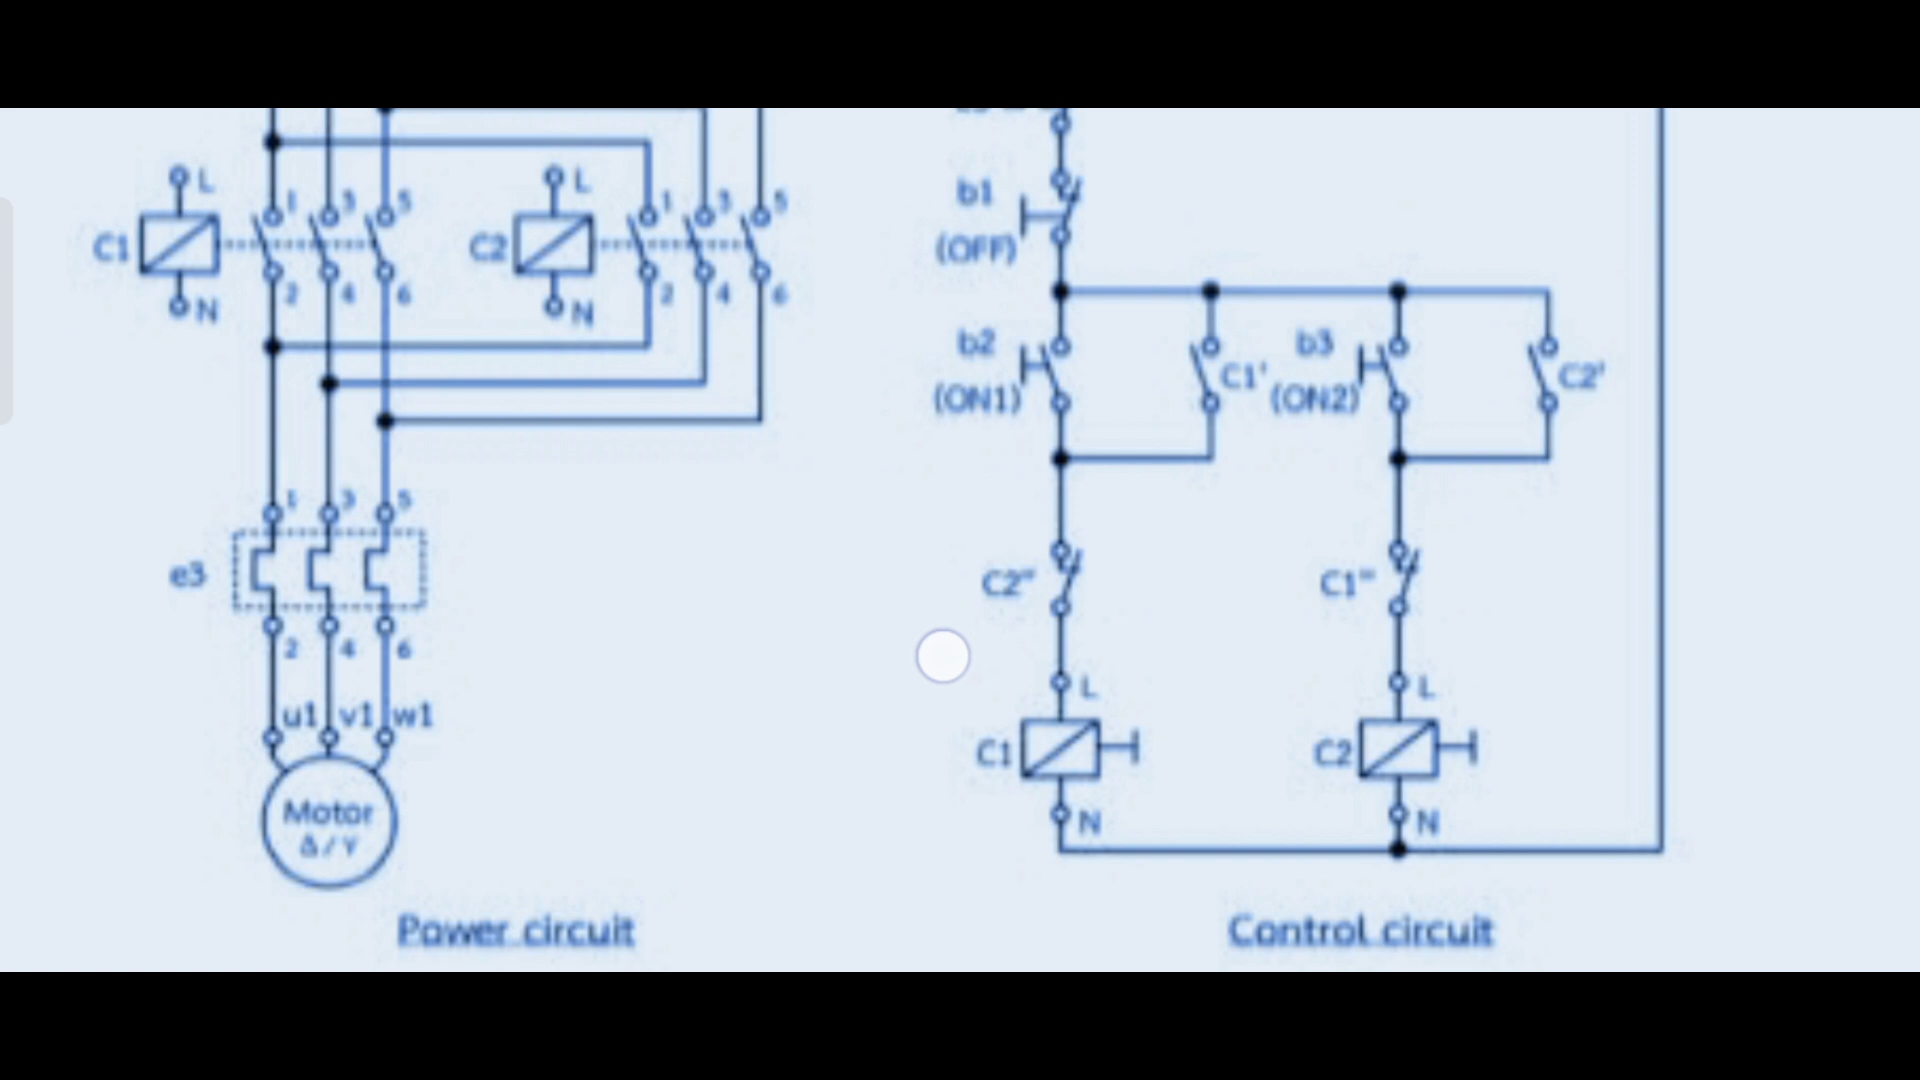 L
1 3 5
C1
2 4 6
N
L
1 3 5
C2
2 4 6
N
1 3 5
e3
2 4 6
u1 v1 w1
Motor
Δ / Y
Power circuit
b1
(OFF)
b2
(ON1)
C1'
b3
(ON2)
C2'
C2"
C1"
L
C1
N
L
C2
N
Control circuit